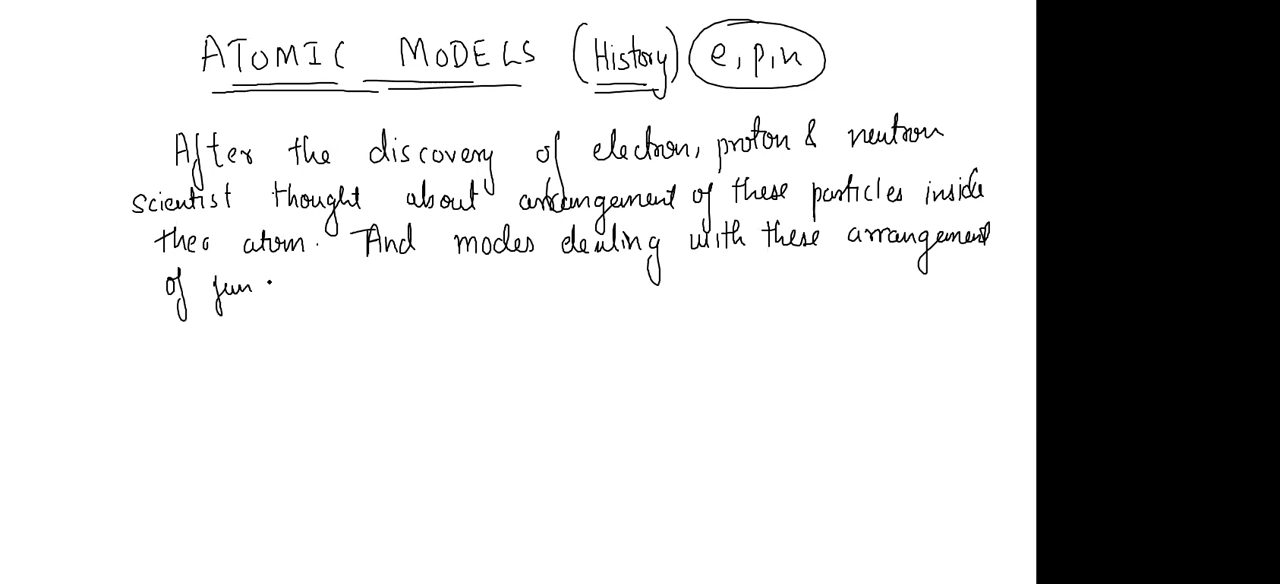 ATOMIC MODELS (History) e, p, n
After the discovery of electron, proton & neutron
scientist thought about arrangement of these particles inside
the atom. And modes dealing with these arrangement
of